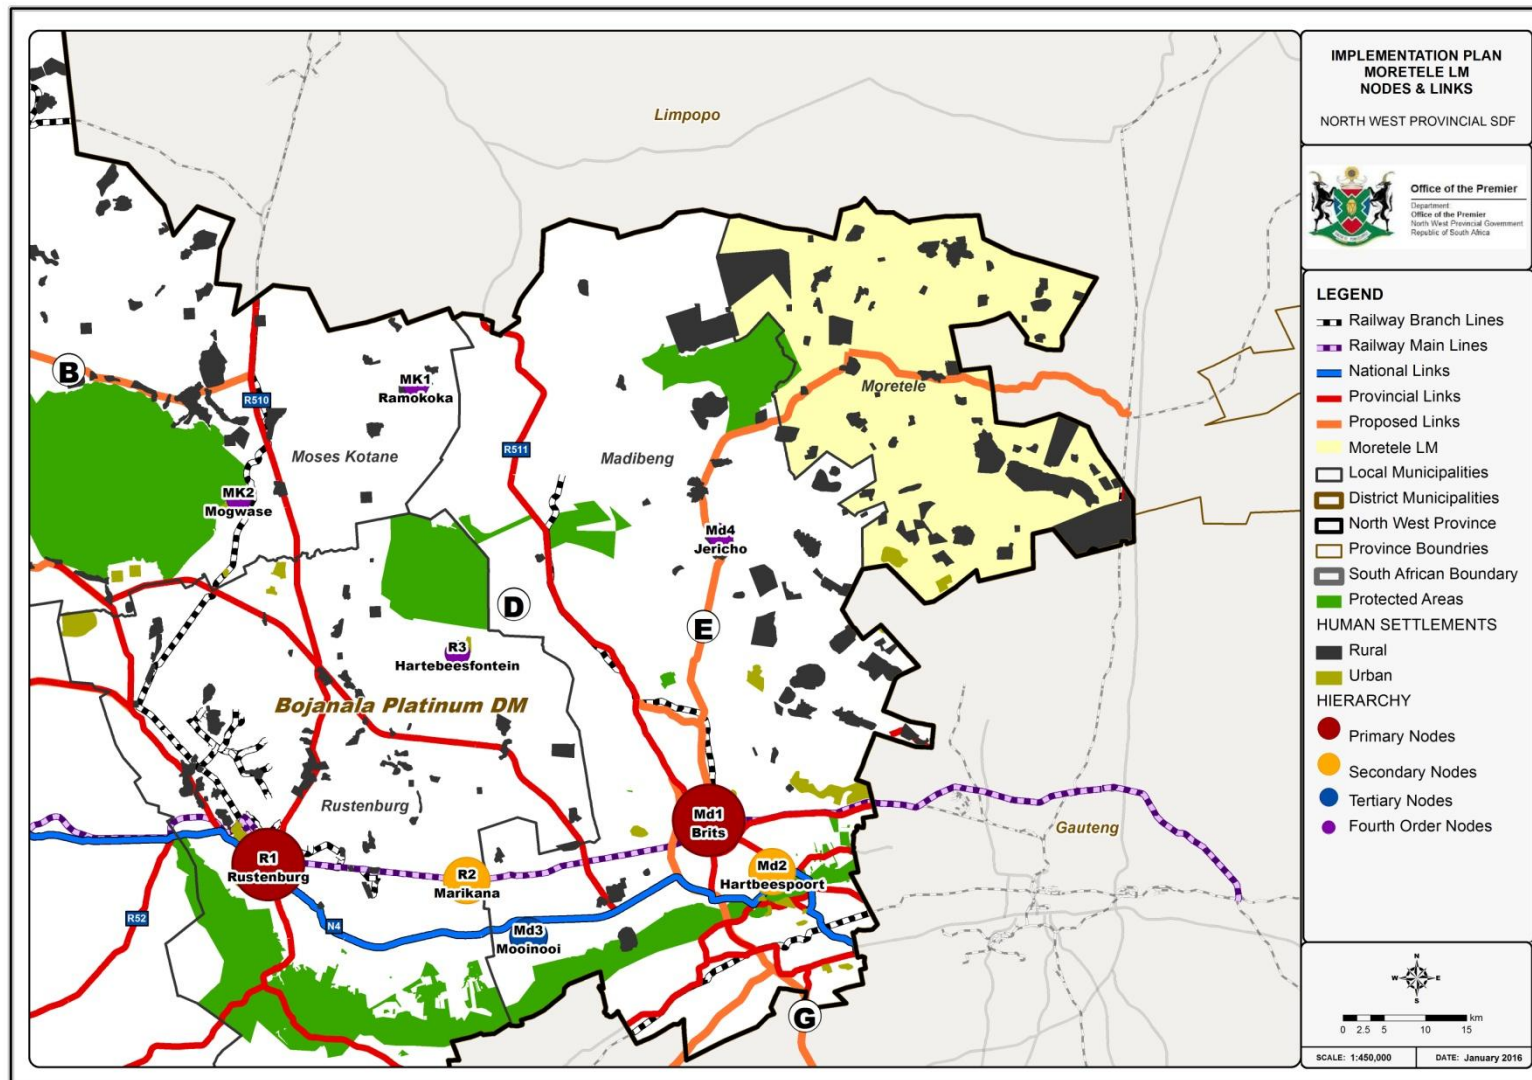 IMPLEMENTATION PLAN
MORETELE LM
NODES & LINKS
NORTH WEST PROVINCIAL SDF
Office of the Premier
Department:
Office of the Premier
North West Provincial Government
Republic of South Africa
LEGEND
Railway Branch Lines
Railway Main Lines
National Links
Provincial Links
Proposed Links
Moretele LM
Local Municipalities
District Municipalities
North West Province
Province Boundries
South African Boundary
Protected Areas
HUMAN SETTLEMENTS
Rural
Urban
HIERARCHY
Primary Nodes
Secondary Nodes
Tertiary Nodes
Fourth Order Nodes
N
W E
S
km
0 2.5 5 10 15
SCALE: 1:450,000
DATE: January 2016
Limpopo
B
MK1
Ramokoka
R510
Moretele
R511
Moses Kotane
Madibeng
MK2
Mogwase
Md4
Jericho
D
E
R3
Hartebeesfontein
Bojanala Platinum DM
Rustenburg
Md1
Brits
Gauteng
R1
Rustenburg
R2
Marikana
Md2
Hartbeespoort
R52
N4
Md3
Mooinooi
G